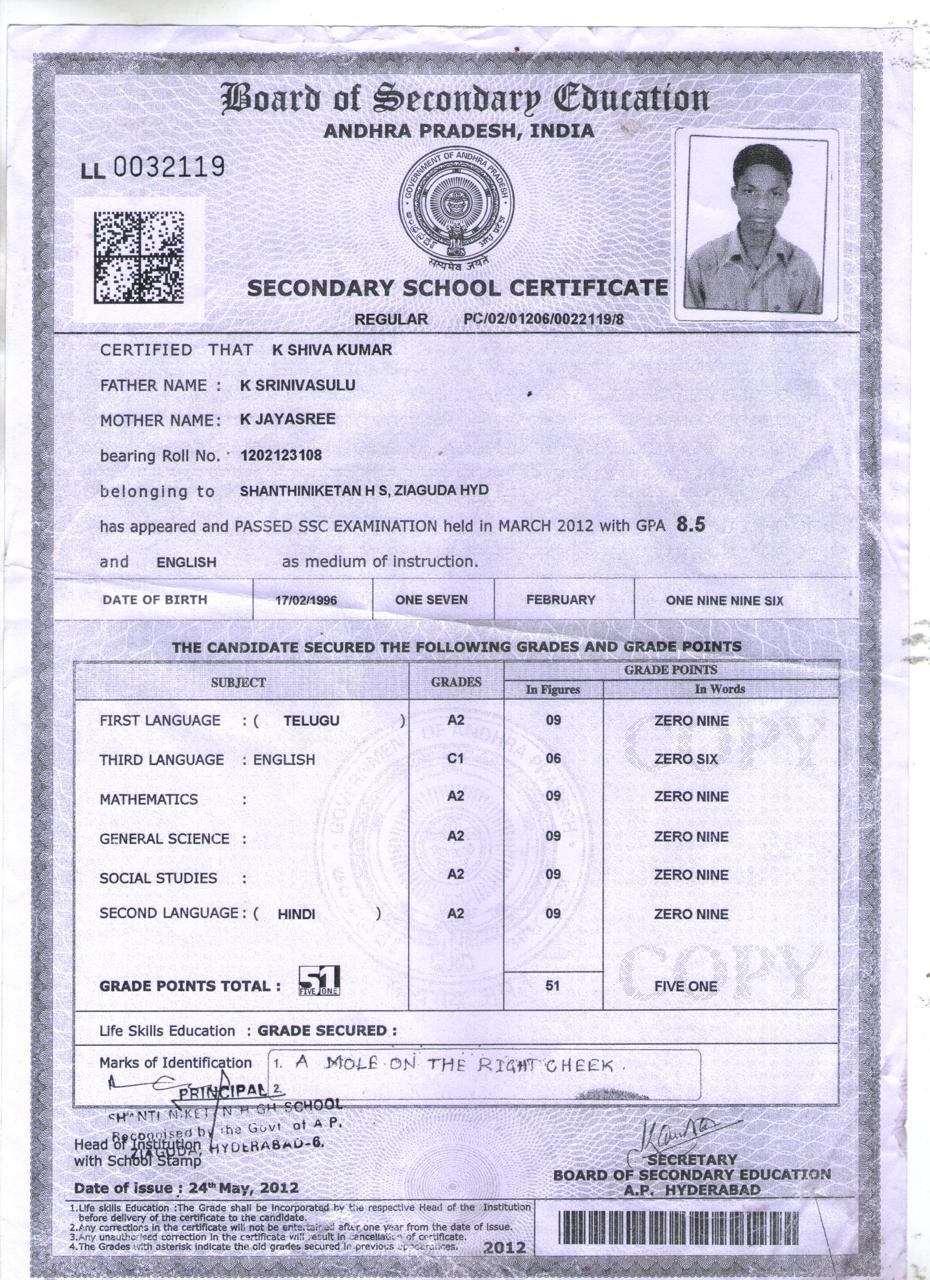 Board of Secondary Education
ANDHRA PRADESH, INDIA
LL 0032119
GOVERNMENT OF ANDHRA PRADESH
सत्यमेव जयते
SECONDARY SCHOOL CERTIFICATE
REGULAR PC/02/01206/0022119/8
CERTIFIED THAT K SHIVA KUMAR
FATHER NAME : K SRINIVASULU
MOTHER NAME: K JAYASREE
bearing Roll No. 1202123108
belonging to SHANTHINIKETAN H S, ZIAGUDA HYD
has appeared and PASSED SSC EXAMINATION held in MARCH 2012 with GPA 8.5
and ENGLISH as medium of instruction.
DATE OF BIRTH 17/02/1996 ONE SEVEN FEBRUARY ONE NINE NINE SIX
THE CANDIDATE SECURED THE FOLLOWING GRADES AND GRADE POINTS
SUBJECT GRADES GRADE POINTS
In Figures In Words
FIRST LANGUAGE : ( TELUGU ) A2 09 ZERO NINE
THIRD LANGUAGE : ENGLISH C1 06 ZERO SIX
MATHEMATICS : A2 09 ZERO NINE
GENERAL SCIENCE : A2 09 ZERO NINE
SOCIAL STUDIES : A2 09 ZERO NINE
SECOND LANGUAGE : ( HINDI ) A2 09 ZERO NINE
COPY
COPY
GRADE POINTS TOTAL : 51 FIVE ONE 51 FIVE ONE
Life Skills Education : GRADE SECURED :
Marks of Identification 1. A MOLE ON THE RIGHT CHEEK.
2
PRINCIPAL
SHANTI NIKETAN HIGH SCHOOL
Recognised by the Govt of A.P.
ZIAGUDA, HYDERABAD-6.
Head of Institution
with School Stamp
SECRETARY
BOARD OF SECONDARY EDUCATION
A.P. HYDERABAD
Date of issue : 24th May, 2012
1.Life skills Education :The Grade shall be incorporated by the respective Head of the Institution
before delivery of the certificate to the candidate.
2.Any corrections in the certificate will not be entertained after one year from the date of issue.
3.Any unauthorised correction in the certificate will result in cancellation of certificate.
4.The Grades with asterisk indicate the old grades secured in previous appearances.
2012